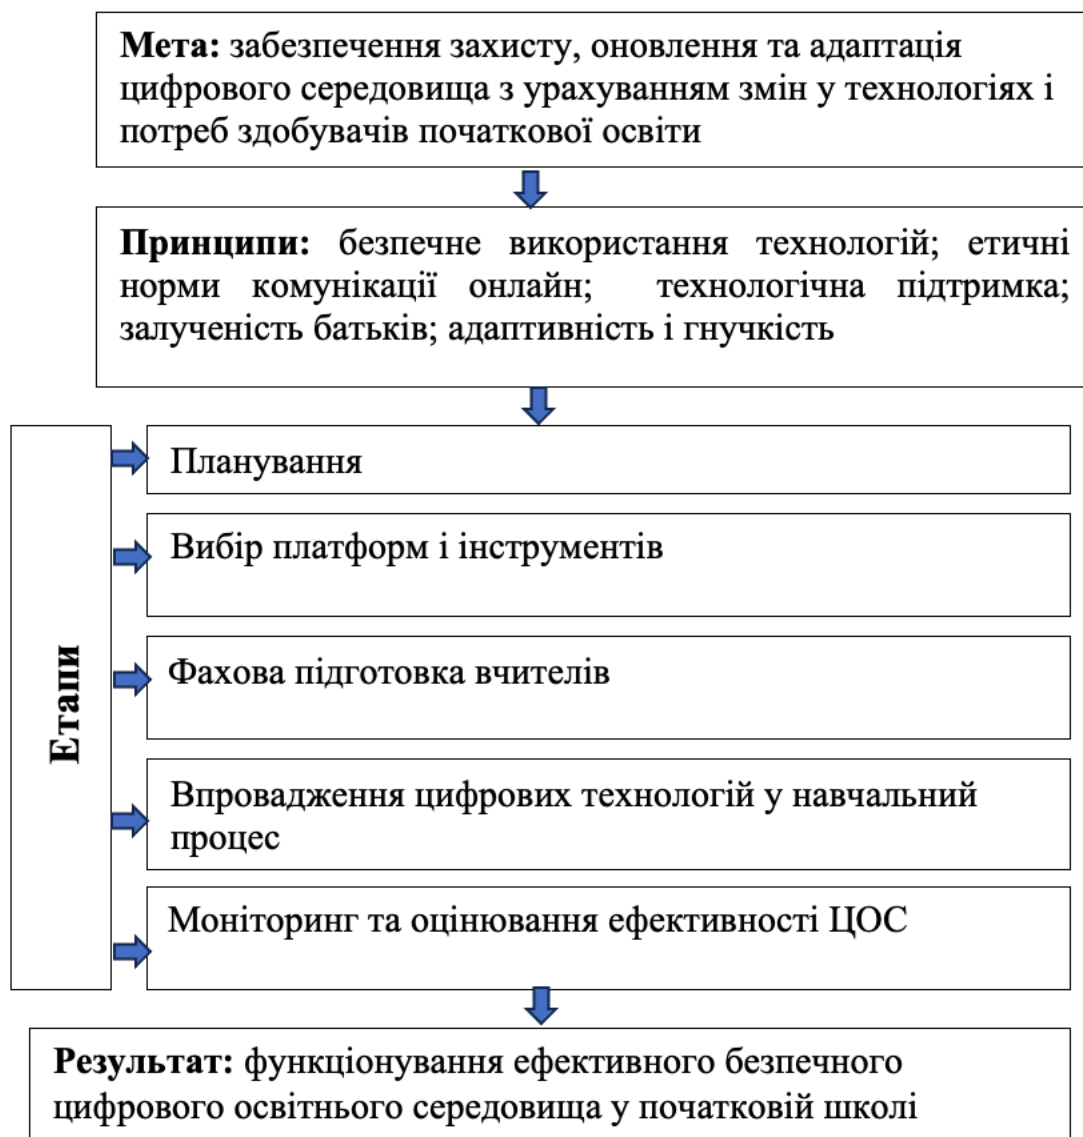 Мета: забезпечення захисту, оновлення та адаптація
цифрового середовища з урахуванням змін у технологіях і
потреб здобувачів початкової освіти
Принципи: безпечне використання технологій; етичні
норми комунікації онлайн; технологічна підтримка;
залученість батьків; адаптивність і гнучкість
Етапи
Планування
Вибір платформ і інструментів
Фахова підготовка вчителів
Впровадження цифрових технологій у навчальний
процес
Моніторинг та оцінювання ефективності ЦОС
Результат: функціонування ефективного безпечного
цифрового освітнього середовища у початковій школі